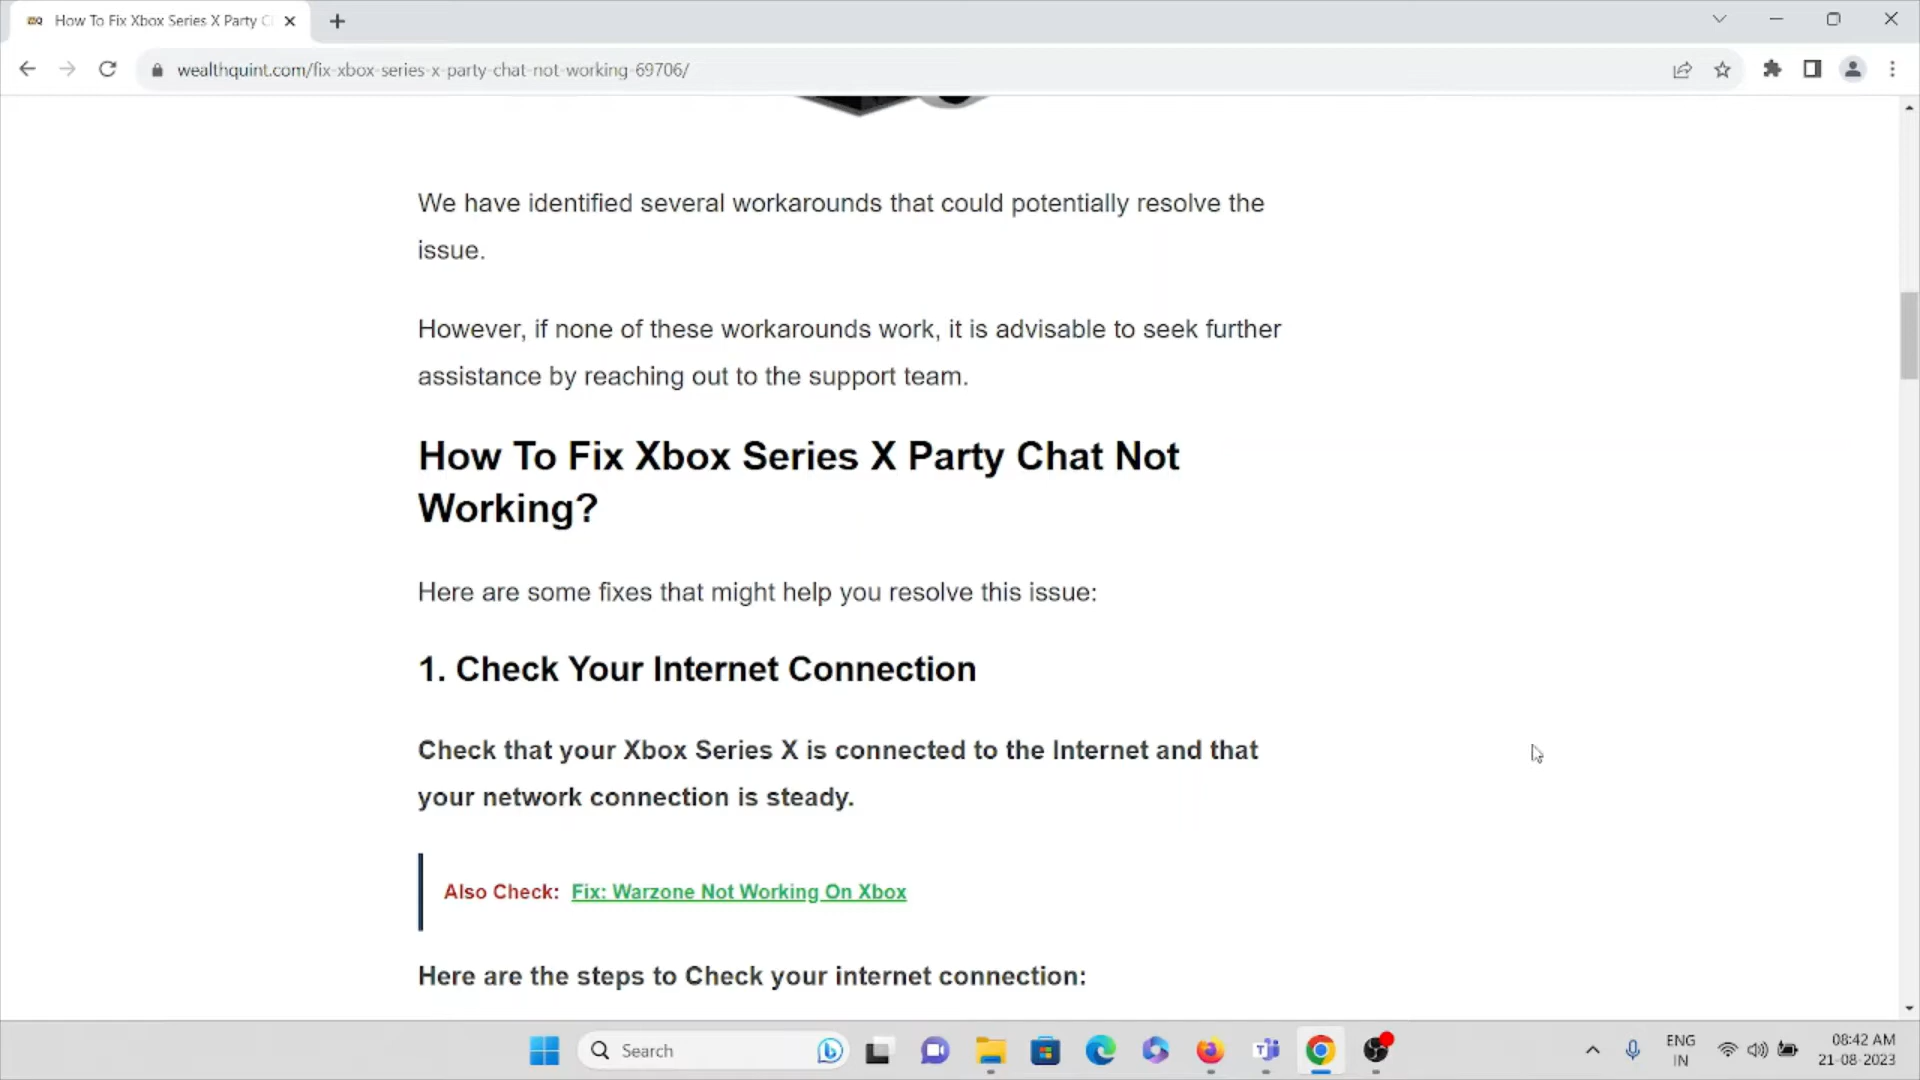 How To Fix Xbox Series X Party C
wealthquint.com/fix-xbox-series-x-party-chat-not-working-69706/
We have identified several workarounds that could potentially resolve the
issue.
However, if none of these workarounds work, it is advisable to seek further
assistance by reaching out to the support team.
How To Fix Xbox Series X Party Chat Not
Working?
Here are some fixes that might help you resolve this issue:
1. Check Your Internet Connection
Check that your Xbox Series X is connected to the Internet and that
your network connection is steady.
Also Check: Fix: Warzone Not Working On Xbox
Here are the steps to Check your internet connection:
Search
ENG
IN
08:42 AM
21-08-2023